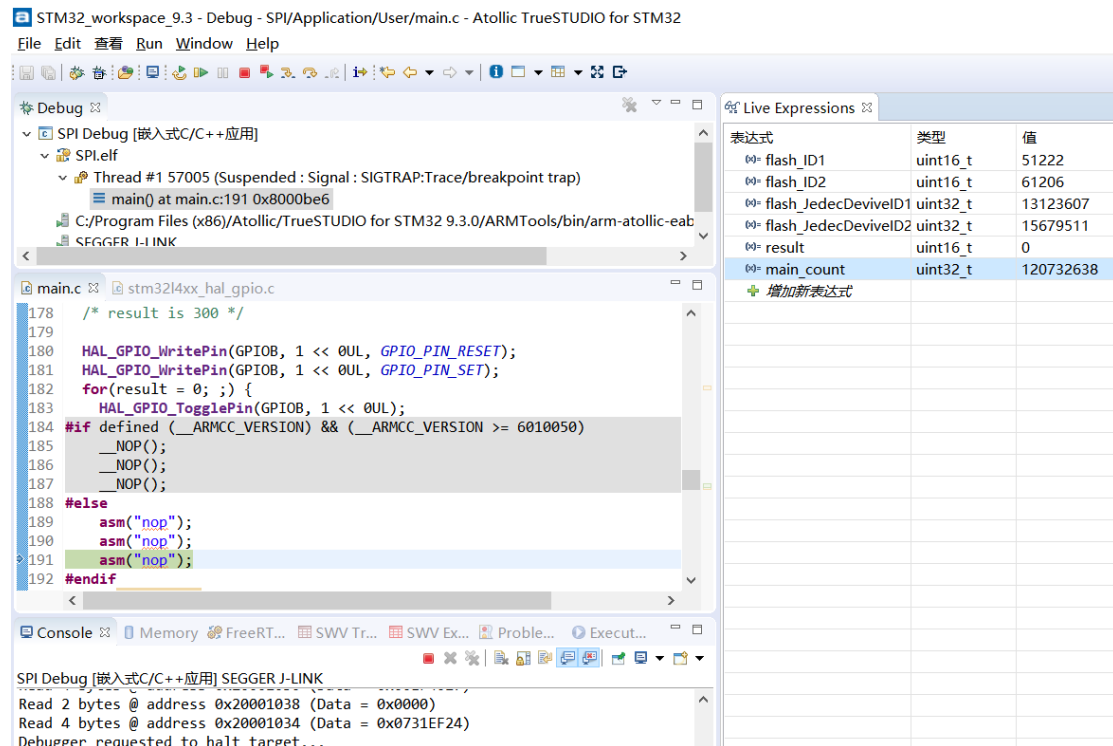 STM32_workspace_9.3 - Debug - SPI/Application/User/main.c - Atollic TrueSTUDIO for STM32
File Edit 查看 Run Window Help
Debug
SPI Debug [嵌入式C/C++应用]
SPI.elf
Thread #1 57005 (Suspended : Signal : SIGTRAP:Trace/breakpoint trap)
main() at main.c:191 0x8000be6
C:/Program Files (x86)/Atollic/TrueSTUDIO for STM32 9.3.0/ARMTools/bin/arm-atollic-eab
SEGGER J-LINK
main.c stm32l4xx_hal_gpio.c
178 /* result is 300 */
179
180 HAL_GPIO_WritePin(GPIOB, 1 << 0UL, GPIO_PIN_RESET);
181 HAL_GPIO_WritePin(GPIOB, 1 << 0UL, GPIO_PIN_SET);
182 for(result = 0; ;) {
183 HAL_GPIO_TogglePin(GPIOB, 1 << 0UL);
184 #if defined (__ARMCC_VERSION) && (__ARMCC_VERSION >= 6010050)
185 __NOP();
186 __NOP();
187 __NOP();
188 #else
189 asm("nop");
190 asm("nop");
191 asm("nop");
192 #endif
Console Memory FreeRT... SWV Tr... SWV Ex... Proble... Execut...
SPI Debug [嵌入式C/C++应用] SEGGER J-LINK
Read 2 bytes @ address 0x20001038 (Data = 0x0000)
Read 4 bytes @ address 0x20001034 (Data = 0x0731EF24)
Debugger requested to halt target...
Live Expressions
表达式 类型 值
flash_ID1 uint16_t 51222
flash_ID2 uint16_t 61206
flash_JedecDeviveID1 uint32_t 13123607
flash_JedecDeviveID2 uint32_t 15679511
result uint16_t 0
main_count uint32_t 120732638
增加新表达式